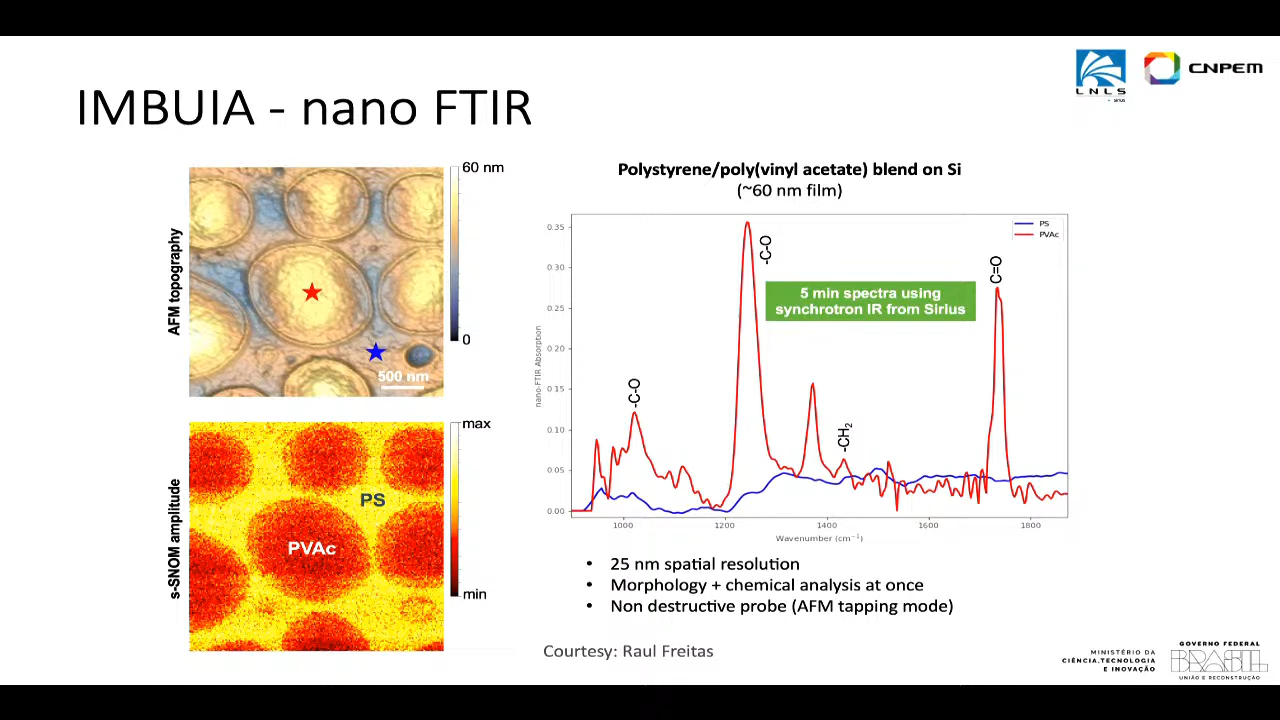 LNLS
SIRIUS
CNPEM
IMBUIA - nano FTIR
AFM topography
60 nm
0
500 nm
s-SNOM amplitude
max
min
PS
PVAc
Polystyrene/poly(vinyl acetate) blend on Si
(~60 nm film)
nano-FTIR Absorption
0.35
0.30
0.25
0.20
0.15
0.10
0.05
0.00
1000
1200
1400
1600
1800
Wavenumber (cm⁻¹)
PS
PVAc
-C-O
-C-O
-CH₂
C=O
5 min spectra using
synchrotron IR from Sirius
• 25 nm spatial resolution
• Morphology + chemical analysis at once
• Non destructive probe (AFM tapping mode)
Courtesy: Raul Freitas
MINISTÉRIO DA
CIÊNCIA, TECNOLOGIA
E INOVAÇÃO
GOVERNO FEDERAL
BRASIL
UNIÃO E RECONSTRUÇÃO